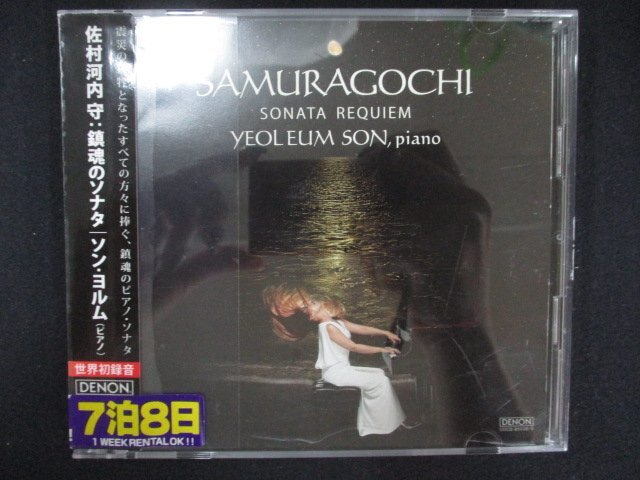 SAMURAGOCHI
SONATA REQUIEM
YEOL EUM SON, piano
DENON
佐村河内 守:鎮魂のソナタ|ソン・ヨルム(ピアノ)
となったすべての方々に捧ぐ、鎮魂のピアノ・ソナタ
世界初録音
DENON
7泊8日
1 WEEK RENTAL OK!!